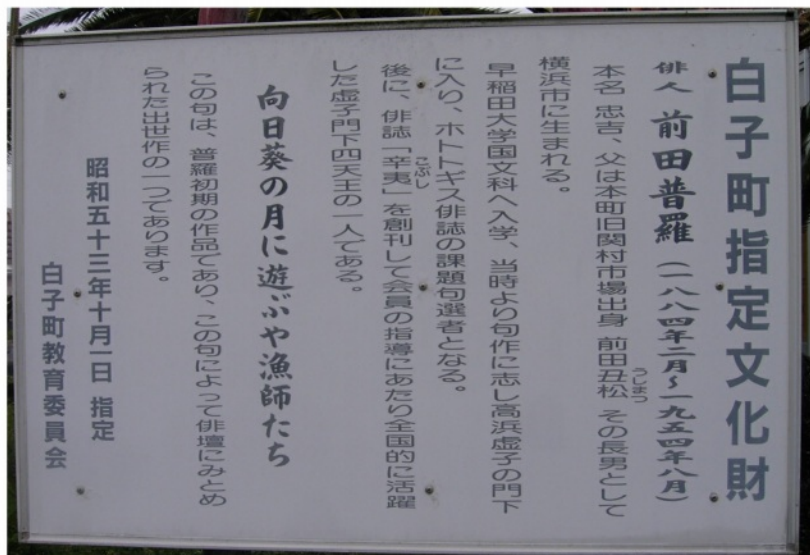 白子町指定文化財
俳人 前田普羅 (一八八四年二月~一九五四年八月)
本名 忠吉、父は本町旧関村市場出身 前田丑松 その長男として
うしまつ
横浜市に生まれる。
早稲田大学国文科へ入学、当時より句作に志し高浜虚子の門下
に入り、ホトトギス俳誌の課題句選者となる。
後に、俳誌「辛夷」を創刊して会員の指導にあたり全国的に活躍
こぶし
した虚子門下四天王の一人である。
向日葵の月に遊ぶや漁師たち
この句は、普羅初期の作品であり、この句によって俳壇にみとめ
られた出世作の一つであります。
昭和五十三年十月一日 指定
白子町教育委員会